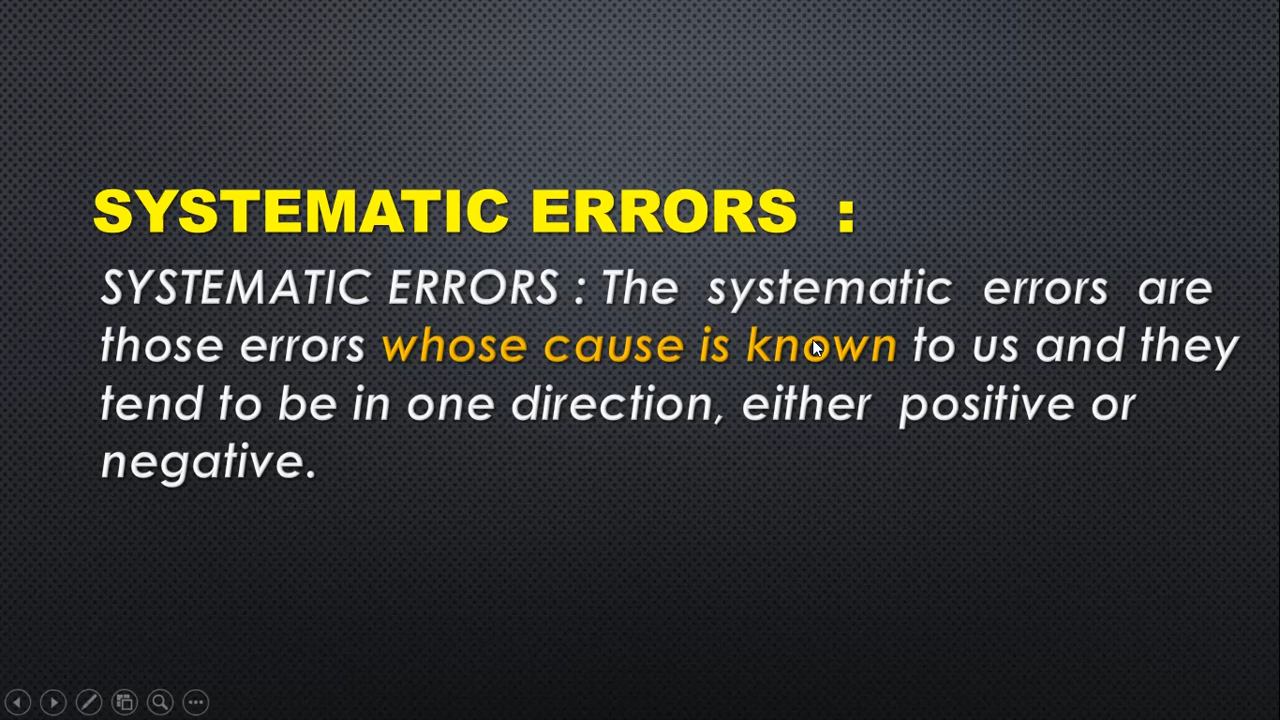 SYSTEMATIC ERRORS :
SYSTEMATIC ERRORS : The systematic errors are
those errors whose cause is known to us and they
tend to be in one direction, either positive or
negative.